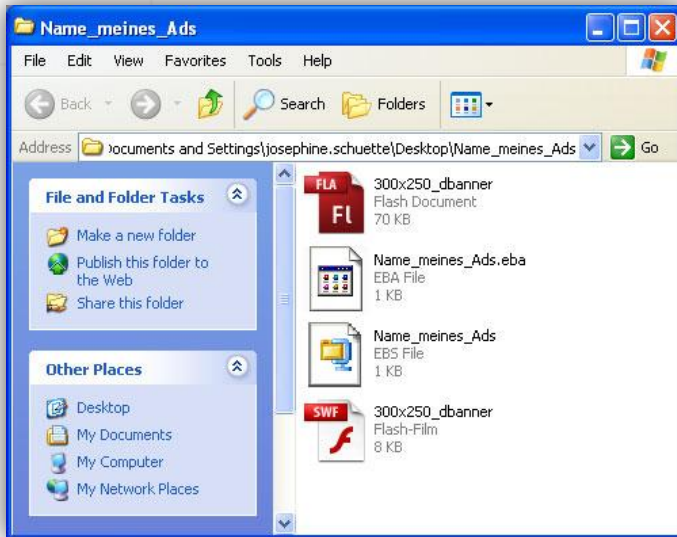 Name_meines_Ads
File Edit View Favorites Tools Help
Back Search Folders
Address ocuments and Settings\josephine.schuette\Desktop\Name_meines_Ads Go
File and Folder Tasks
Make a new folder
Publish this folder to
the Web
Share this folder
Other Places
Desktop
My Documents
My Computer
My Network Places
FLA
Fl
300x250_dbanner
Flash Document
70 KB
Name_meines_Ads.eba
EBA File
1 KB
Name_meines_Ads
EBS File
1 KB
SWF
300x250_dbanner
Flash-Film
8 KB